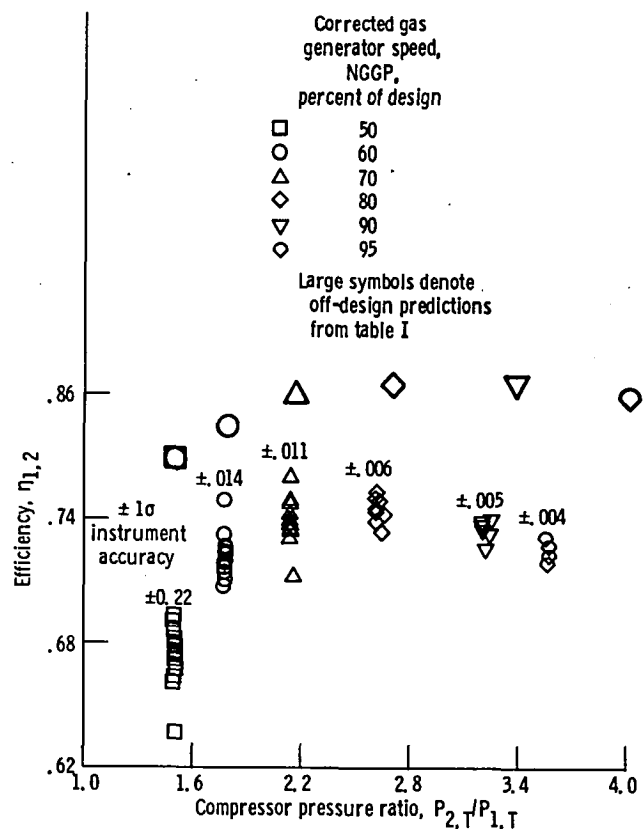 Corrected gas
generator speed,
NGGP,
percent of design
50
60
70
80
90
95
Large symbols denote
off-design predictions
from table I
.86
.74
.68
.62
Efficiency, η1,2
± 1σ
instrument
accuracy
±0.22
±.014
±.011
±.006
±.005
±.004
1.0 1.6 2.2 2.8 3.4 4.0
Compressor pressure ratio, P2,T/P1,T